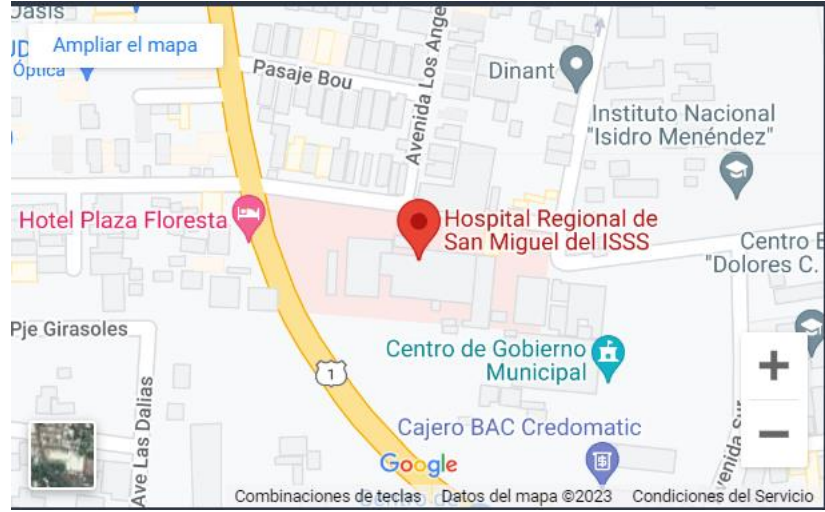 Oasis
Ampliar el mapa
Óptica
Pasaje Bou
Avenida Los Ange
Dinant
Instituto Nacional
"Isidro Menéndez"
Hotel Plaza Floresta
Hospital Regional de
San Miguel del ISSS
Centro E
"Dolores C.
Pje Girasoles
Centro de Gobierno
Municipal
1
Ave Las Dalias
Cajero BAC Credomatic
Google
Combinaciones de teclas Datos del mapa ©2023 Condiciones del Servicio
+
−